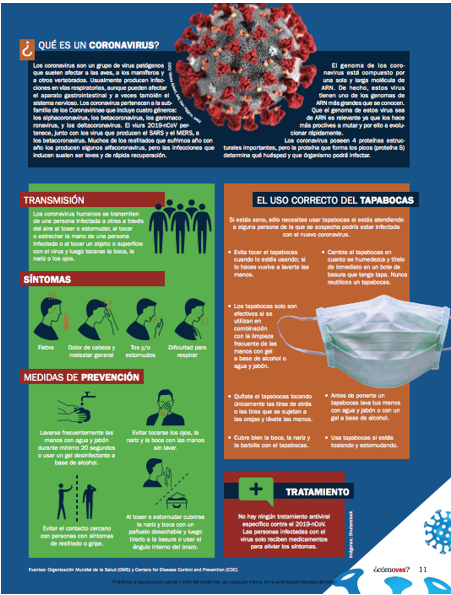 ¿ QUÉ ES UN CORONAVIRUS?
Los coronavirus son un grupo de virus patógenos
que suelen afectar a las aves, a los mamíferos y
a otros vertebrados. Usualmente producen infec-
ciones en vías respiratorias, aunque pueden afectar
el aparato gastrointestinal y a veces también el
sistema nervioso. Los coronavirus pertenecen a la sub-
familia de los Coronavirinae que incluye cuatro géneros:
los alphacoronavirus, los betacoronavirus, los gammaco-
ronavirus, y los deltacoronavirus. El virus 2019-nCoV per-
tenece, junto con los virus que producen el SARS y el MERS, a
los betacoronavirus. Muchos de los resfriados que sufrimos año con
año los producen algunos alfacoronavirus, pero las infecciones que
inducen suelen ser leves y de rápida recuperación.
El genoma de los coro-
navirus está compuesto por
una sola y larga molécula de
ARN. De hecho, estos virus
tienen uno de los genomas de
ARN más grandes que se conocen.
Que el genoma de estos virus sea
de ARN es relevante ya que los hace
más proclives a mutar y por ello a evolu-
cionar rápidamente.
Los coronavirus poseen 4 proteínas estruc-
turales importantes, pero la proteína que forma los picos (proteína S)
determina qué huésped y que órganismo podrá infectar.
TRANSMISIÓN
Los coronavirus humanos se transmiten
de una persona infectada a otras a través
del aire al toser o estornudar, al tocar
o estrechar la mano de una persona
infectada o al tocar un objeto o superficie
con el virus y luego tocarse la boca, la
nariz o los ojos.
SÍNTOMAS
Fiebre
Dolor de cabeza y
malestar general
Tos y/o
estornudos
Dificultad para
respirar
MEDIDAS DE PREVENCIÓN
Lavarse frecuentemente las
manos con agua y jabón
durante mínimo 20 segundos
o usar un gel desinfectante a
base de alcohol.
Evitar tocarse los ojos, la
nariz y la boca con las manos
sin lavar.
Evitar el contacto cercano
con personas con síntomas
de resfriado o gripe.
Al toser o estornudar cubrirse
la nariz y boca con un
pañuelo desechable y luego
tirarlo a la basura o usar el
ángulo interno del brazo.
EL USO CORRECTO DEL TAPABOCAS
Si estás sano, sólo necesitas usar tapabocas si estás atendiendo
a alguna persona de la que se sospecha podría estar infectada
con el nuevo coronavirus.
• Evita tocar el tapabocas
cuando lo estés usando; si
lo haces vuelve a lavarte las
manos.
• Cambia el tapabocas en
cuanto se humedezca y tíralo
de inmediato en un bote de
basura que tenga tapa. Nunca
reutilices un tapabocas.
• Los tapabocas solo son
efectivos si se
utilizan en
combinación
con la limpieza
frecuente de las
manos con gel
a base de alcohol o
agua y jabón.
• Quítate el tapabocas tocando
únicamente las tiras de atrás
o las tiras que se sujetan a
las orejas y lávate las manos.
• Cubre bien la boca, la nariz y
la barbilla con el tapabocas.
• Antes de ponerte un
tapabocas lava tus manos
con agua y jabón o con un
gel a base de alcohol.
• Usa tapabocas si estás
tosiendo y estornudando.
TRATAMIENTO
No hay ningún tratamiento antiviral
específico contra el 2019-nCoV.
Las personas infectadas con el
virus solo reciben medicamentos
para aliviar los síntomas.
Imágenes: Shutterstock
Fuentes: Organización Mundial de la Salud (OMS) y Centers for Disease Control and Prevention (CDC)
¿cómoves? 11